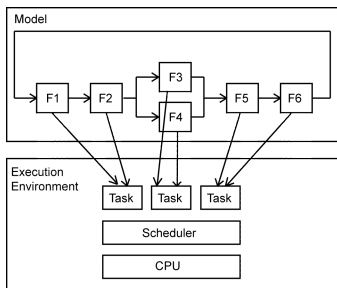 Model
F1
F2
F3
F4
F5
F6
Execution
Environment
Task
Task
Task
Scheduler
CPU